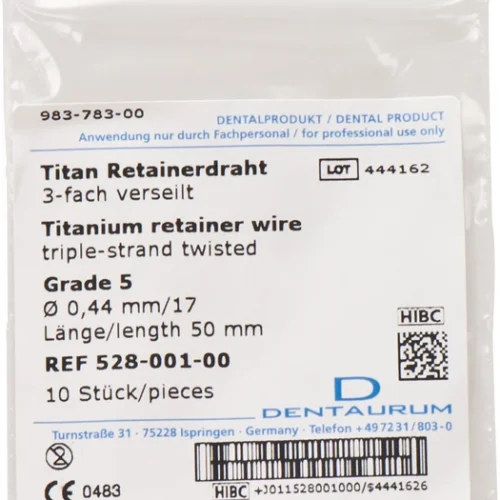 983-783-00
DENTALPRODUKT / DENTAL PRODUCT
Anwendung nur durch Fachpersonal / for professional use only
Titan Retainerdraht
LOT 444162
3-fach verseilt
Titanium retainer wire
triple-strand twisted
Grade 5
Ø 0,44 mm/17
Länge/length 50 mm
HIBC
REF 528-001-00
10 Stück/pieces
D
DENTAURUM
Turnstraße 31 · 75228 Ispringen · Germany · Telefon +497231/803-0
2
CE 0483
HIBC +J011528001000/$4441626